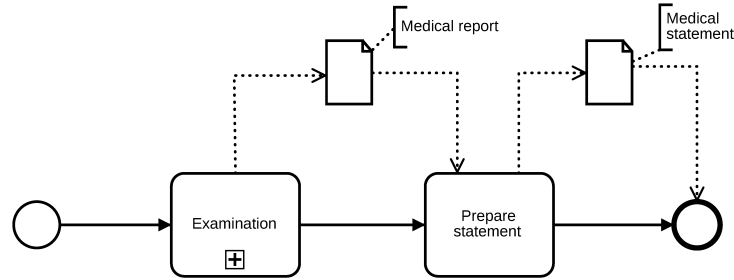 Medical report
Medical
statement
Examination
Prepare
statement